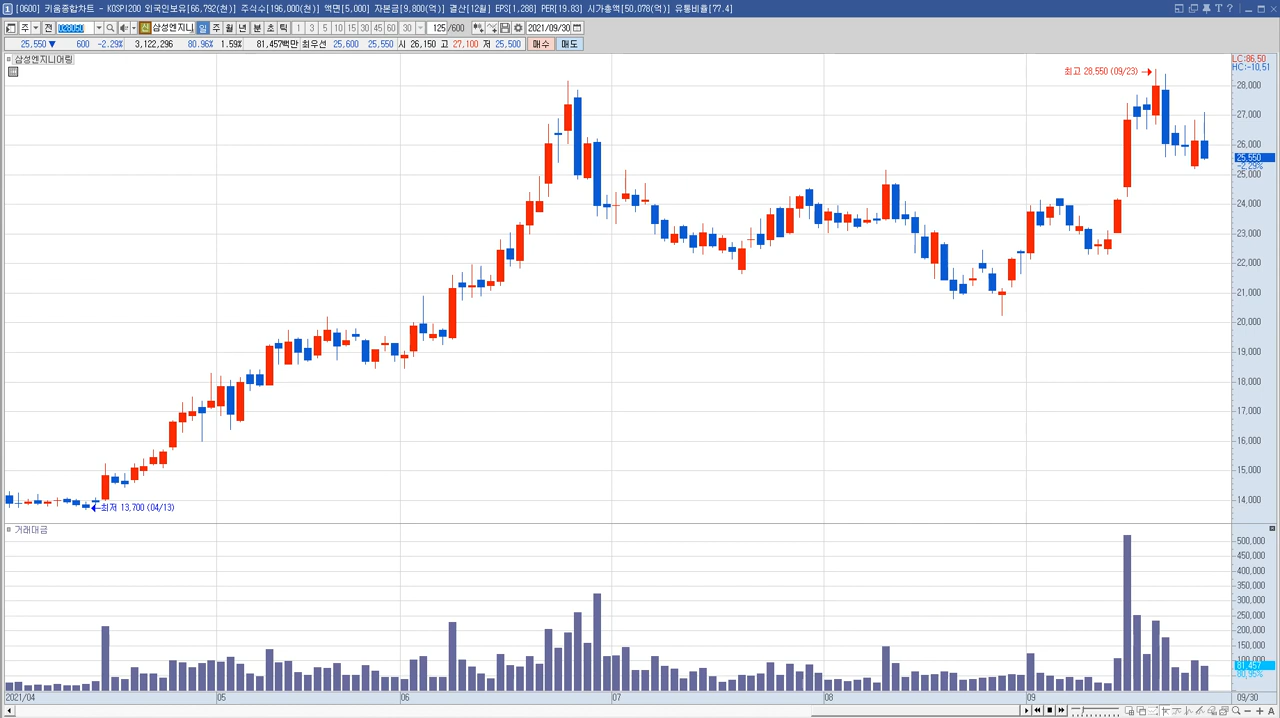 [0600] 키움종합차트 - KOSPI200 외국인보유[66,792(천)] 주식수[196,000(천)] 액면[5,000] 자본금[9,800(억)] 결산[12월] EPS[1,288] PER[19.83] 시가총액[50,078(억)] 유통비율[77.4]
주 전 028050 신 삼성엔지니 일 주 월 년 분 초 틱 1 3 5 10 15 30 45 60 30 125 /600 2021/09/30
25,550 ▼ 600 -2.29% 3,122,296 80.96% 1.59% 81,457백만 최우선 25,600 25,550 시 26,150 고 27,100 저 25,500 매수 매도
삼성엔지니어링
LC:86.50
HC:-10.51
최고 28,550 (09/23) →
28,000
27,000
26,000
25,550
-2.29%
25,000
24,000
23,000
22,000
21,000
20,000
19,000
18,000
17,000
16,000
15,000
14,000
←최저 13,700 (04/13)
거래대금
500,000
450,000
400,000
350,000
300,000
250,000
200,000
150,000
100,000
81,457
80.95%
2021/04 05 06 07 08 09 09/30